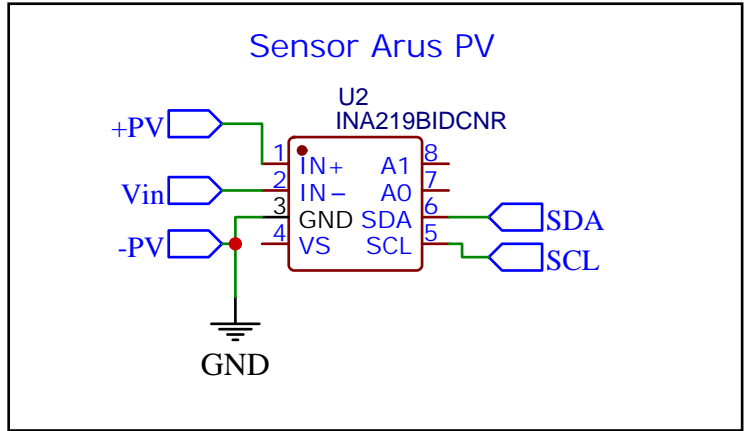 Sensor Arus PV
U2
INA219BIDCNR
+PV
1
IN+
A1
8
Vin
2
IN−
A0
7
3
GND
SDA
6
SDA
-PV
4
VS
SCL
5
SCL
GND